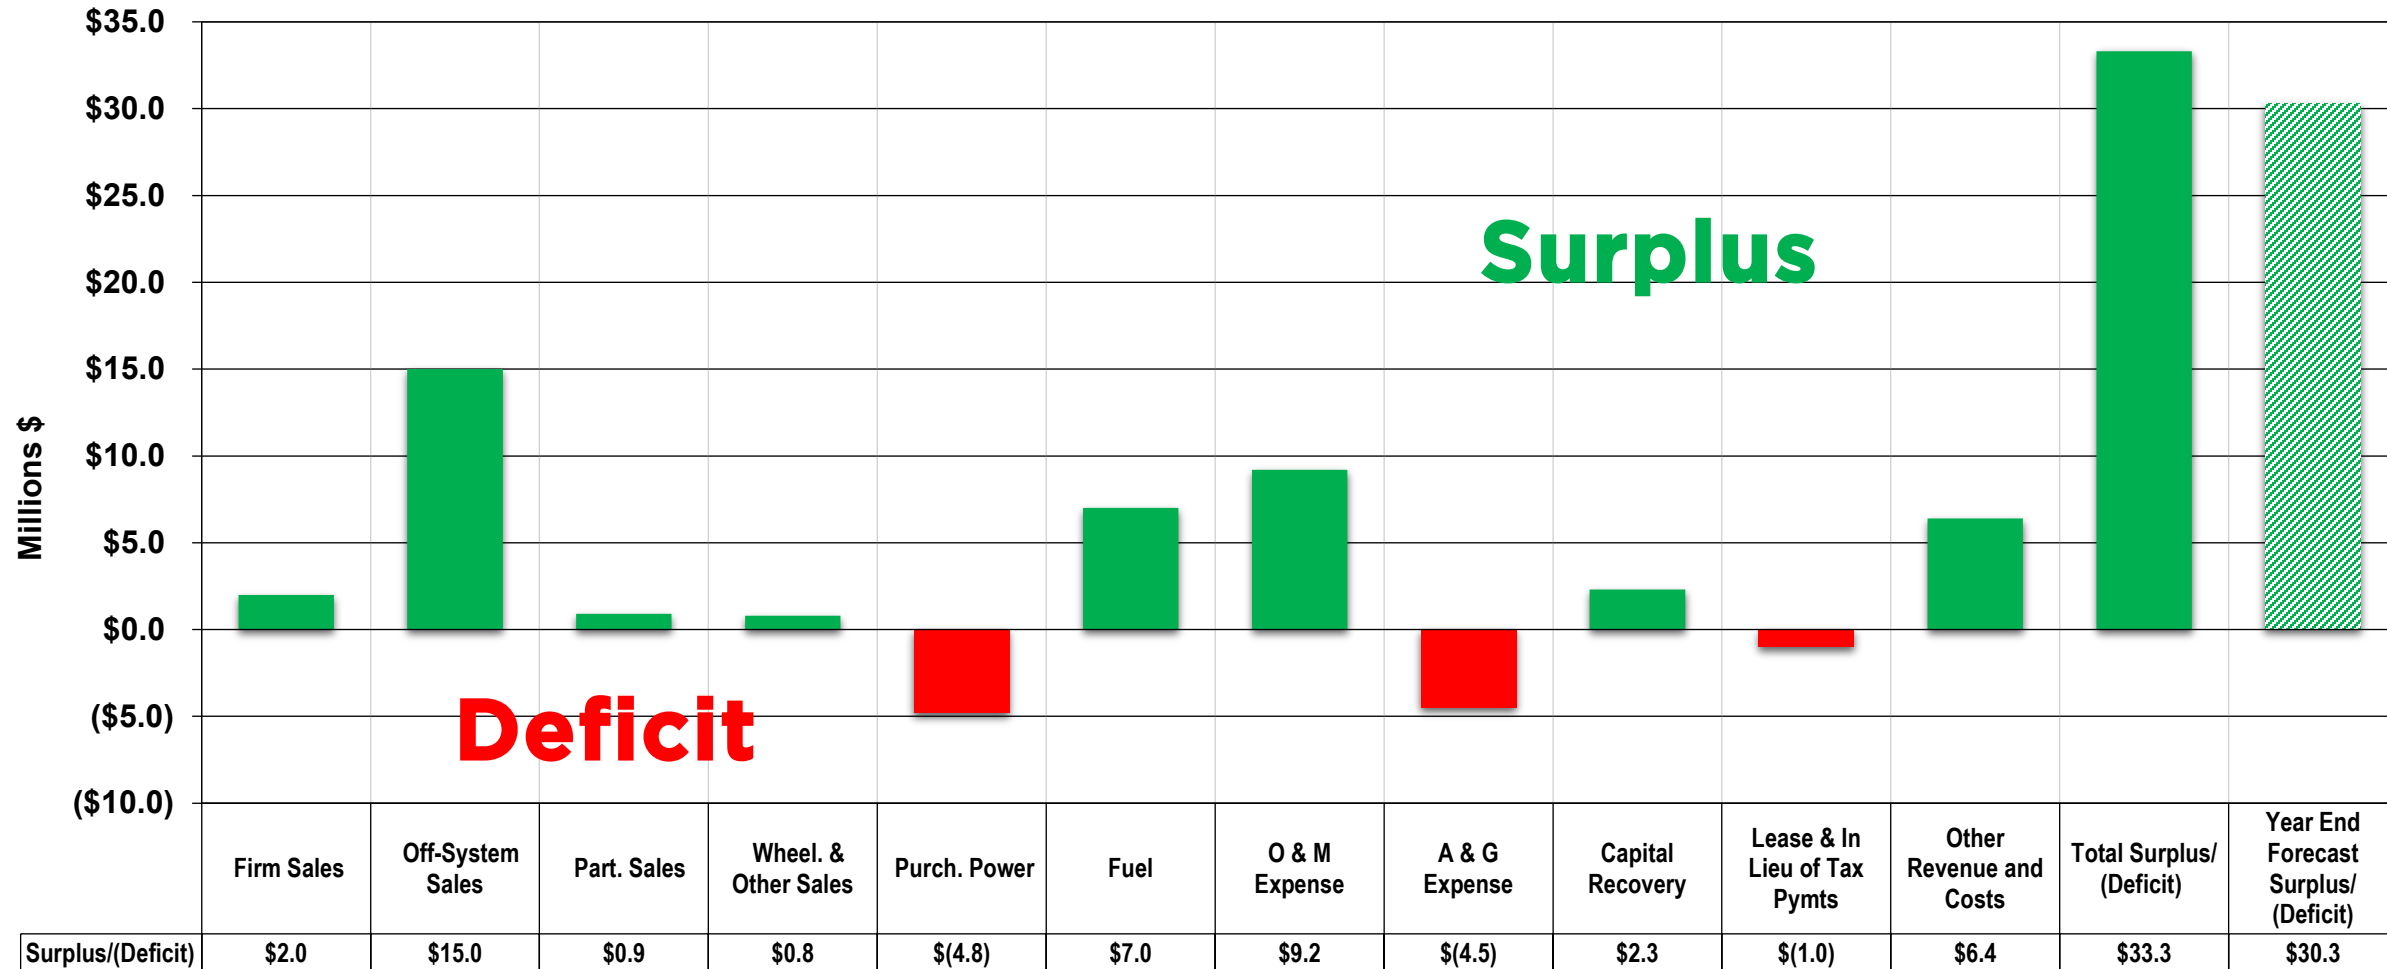 $35.0
$30.0
$25.0
$20.0
$15.0
$10.0
$5.0
$0.0
($5.0)
($10.0)
Millions $
Surplus
Deficit
Firm Sales
Off-System
Sales
Part. Sales
Wheel. &
Other Sales
Purch. Power
Fuel
O & M
Expense
A & G
Expense
Capital
Recovery
Lease & In
Lieu of Tax
Pymts
Other
Revenue and
Costs
Total Surplus/
(Deficit)
Year End
Forecast
Surplus/
(Deficit)
Surplus/(Deficit) $2.0 $15.0 $0.9 $0.8 $(4.8) $7.0 $9.2 $(4.5) $2.3 $(1.0) $6.4 $33.3 $30.3